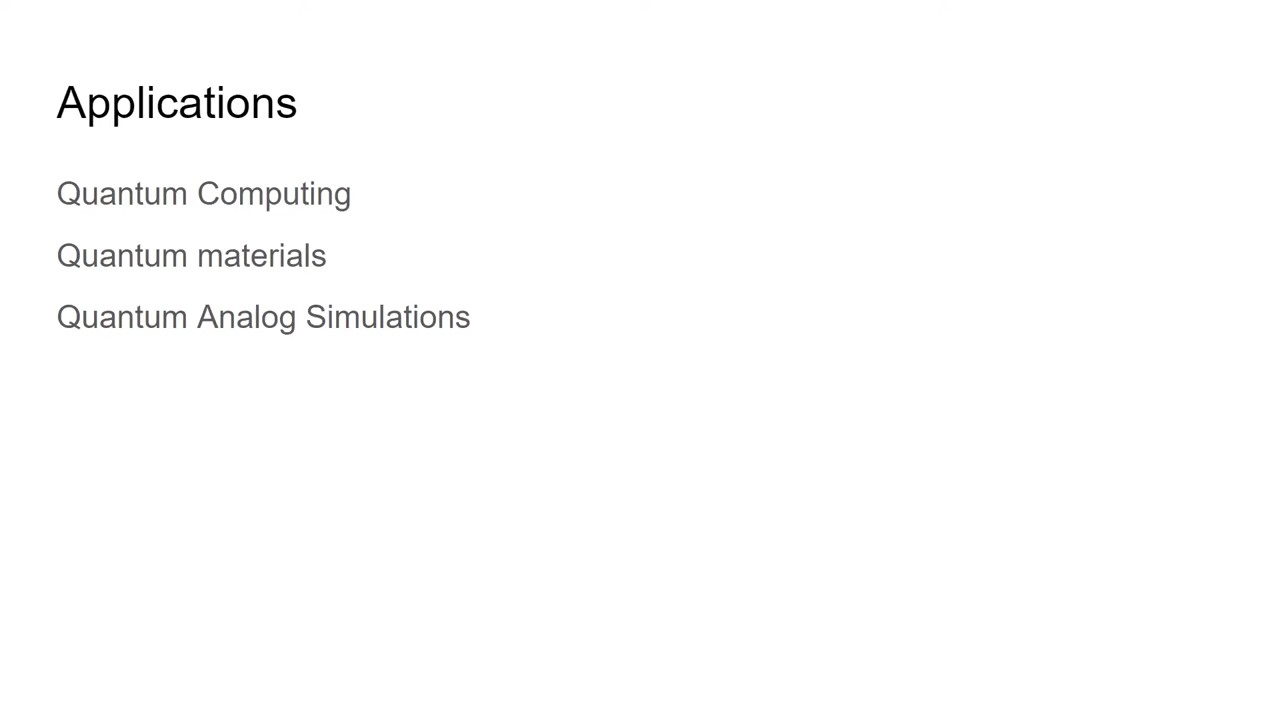 Applications
Quantum Computing
Quantum materials
Quantum Analog Simulations